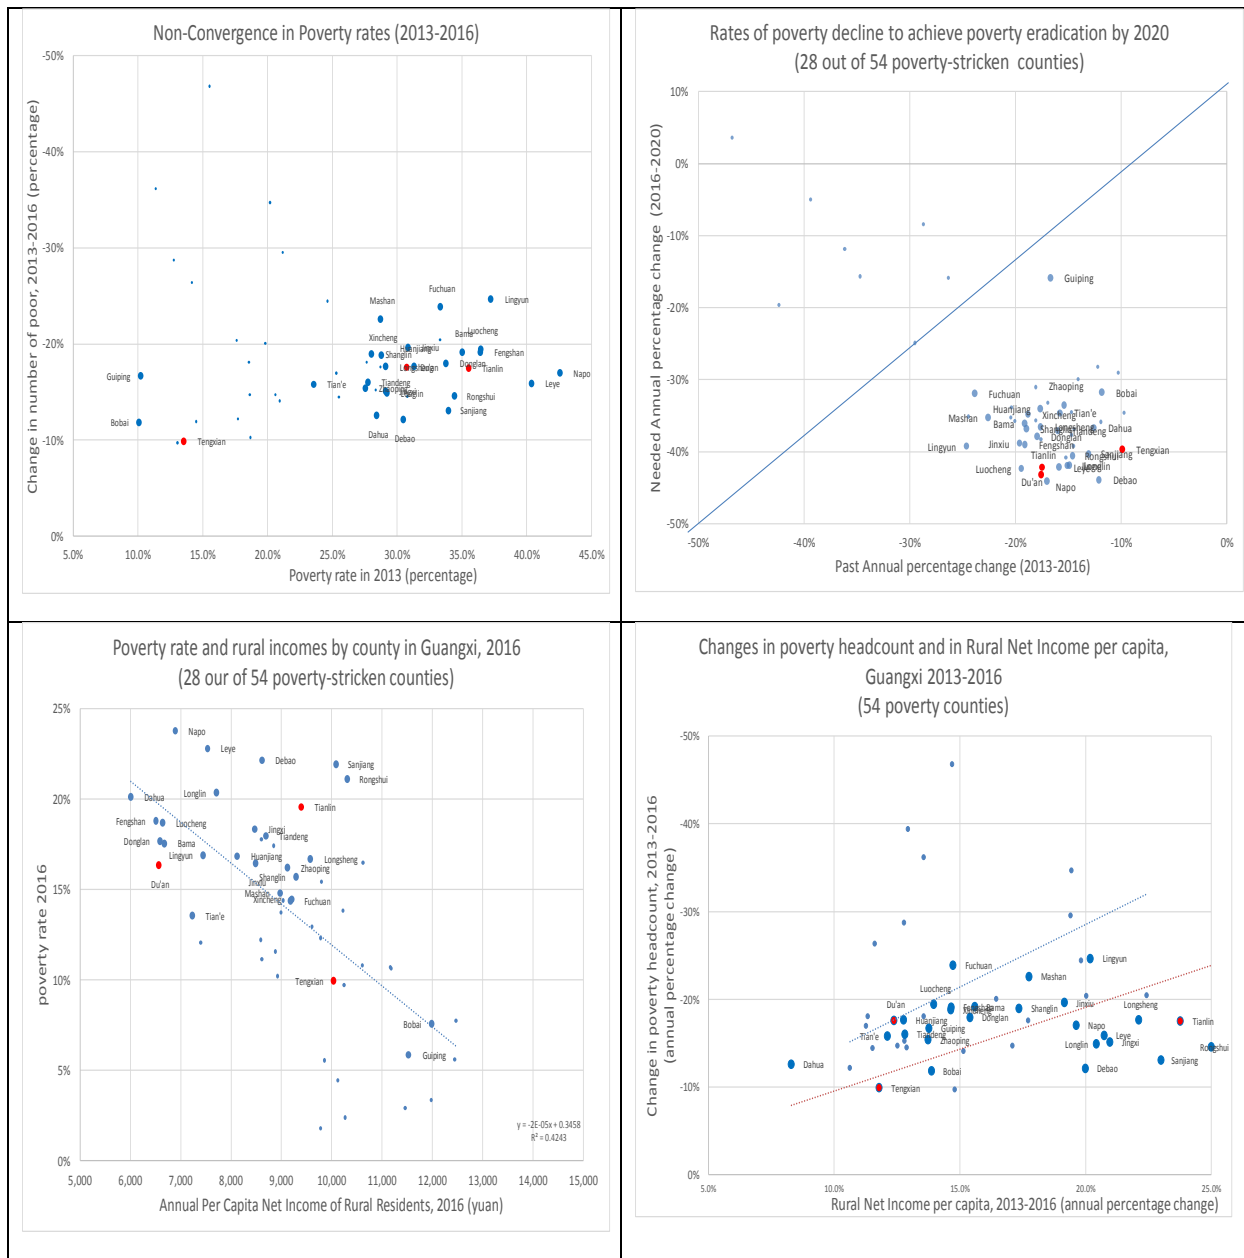 Non-Convergence in Poverty rates (2013-2016)
Change in number of poor, 2013-2016 (percentage)
-50%
-40%
-30%
-20%
-10%
0%
Fuchuan
Lingyun
Mashan
Bama
Luocheng
Xincheng
Huanjiang
Jinxiu
Fengshan
Shanglin
Donglan
Tianlin
Du'an
Guiping
Tian'e
Tiandeng
Napo
Zhaoping
Leye
Rongshui
Sanjiang
Bobai
Dahua
Debao
Tengxian
5.0%
10.0%
15.0%
20.0%
25.0%
30.0%
35.0%
40.0%
45.0%
Poverty rate in 2013 (percentage)
Rates of poverty decline to achieve poverty eradication by 2020
(28 out of 54 poverty-stricken counties)
Needed Annual percentage change (2016-2020)
10%
0%
-10%
-20%
-30%
-40%
-50%
Guiping
Zhaoping
Fuchuan
Bobai
Huanjiang
Tian'e
Mashan
Xincheng
Bama
Shanglin
Longsheng
Tiandeng
Dahua
Donglan
Lingyun
Jinxiu
Fengshan
Tengxian
Tianlin
Rongshui
Sanjiang
Luocheng
Leye
Longlin
Du'an
Napo
Debao
-50%
-40%
-30%
-20%
-10%
0%
Past Annual percentage change (2013-2016)
Poverty rate and rural incomes by county in Guangxi, 2016
(28 our of 54 poverty-stricken counties)
poverty rate 2016
25%
20%
15%
10%
5%
0%
Napo
Leye
Debao
Sanjiang
Rongshui
Dahua
Longlin
Tianlin
Fengshan
Luocheng
Jingxi
Tiandeng
Donglan
Bama
Lingyun
Huanjiang
Longsheng
Zhaoping
Shanglin
Du'an
Jinxiu
Mashan
Xincheng
Fuchuan
Tian'e
Tengxian
Bobai
Guiping
y = -2E-05x + 0.3458
R² = 0.4243
5,000
6,000
7,000
8,000
9,000
10,000
11,000
12,000
13,000
14,000
15,000
Annual Per Capita Net Income of Rural Residents, 2016 (yuan)
Changes in poverty headcount and in Rural Net Income per capita,
Guangxi 2013-2016
(54 poverty counties)
Change in poverty headcount, 2013-2016
(annual percentage change)
-50%
-40%
-30%
-20%
-10%
0%
Fuchuan
Lingyun
Mashan
Luocheng
Du'an
Bama
Shanglin
Jinxiu
Longsheng
Huanjiang
Donglan
Guiping
Napo
Tianlin
Tian'e
Tiandeng
Zhaoping
Leye
Longlin
Jingxi
Rongshui
Dahua
Bobai
Debao
Sanjiang
Tengxian
5.0%
10.0%
15.0%
20.0%
25.0%
Rural Net Income per capita, 2013-2016 (annual percentage change)